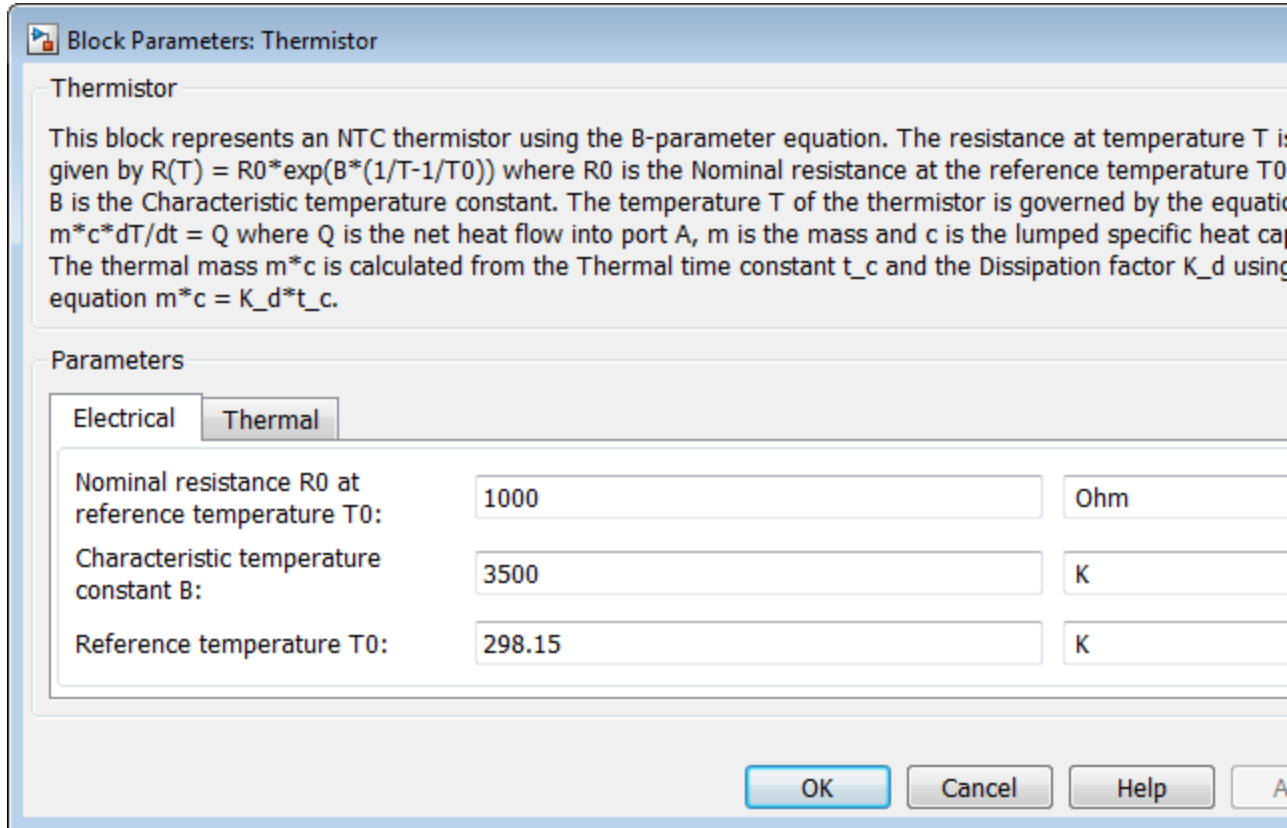 Block Parameters: Thermistor
Thermistor
This block represents an NTC thermistor using the B-parameter equation. The resistance at temperature T is
given by R(T) = R0*exp(B*(1/T-1/T0)) where R0 is the Nominal resistance at the reference temperature T0
B is the Characteristic temperature constant. The temperature T of the thermistor is governed by the
m*c*dT/dt = Q where Q is the net heat flow into port A, m is the mass and c is the lumped specific heat
The thermal mass m*c is calculated from the Thermal time constant t_c and the Dissipation factor K_d using
equation m*c = K_d*t_c.
Parameters
Electrical Thermal
Nominal resistance R0 at
reference temperature T0:
1000 Ohm
Characteristic temperature
constant B:
3500 K
Reference temperature T0: 298.15 K
OK Cancel Help